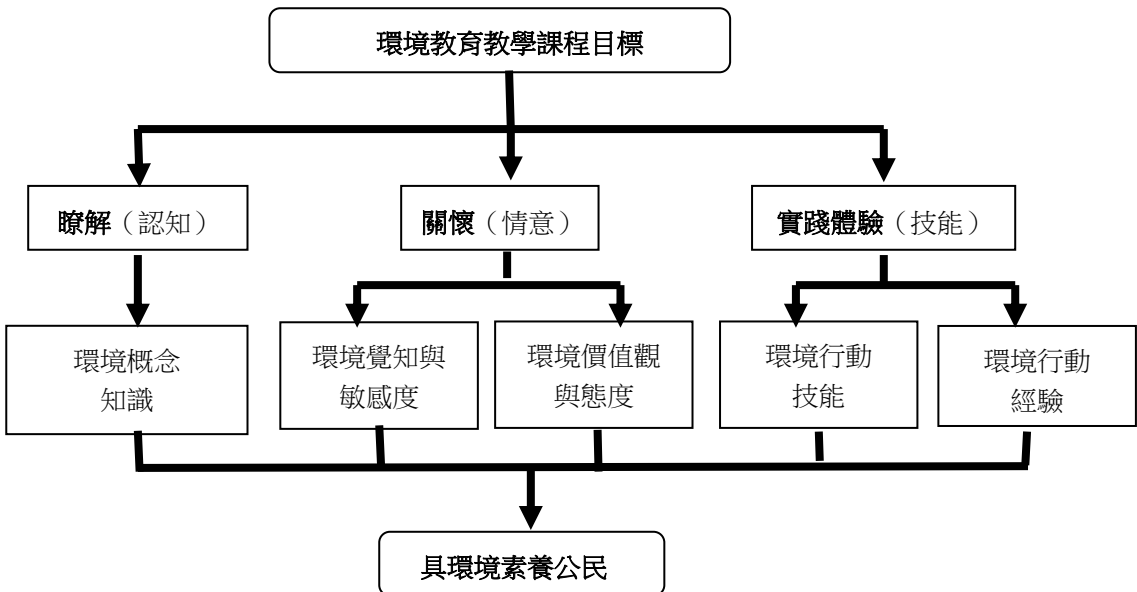 環境教育教學課程目標
瞭解（認知）
關懷（情意）
實踐體驗（技能）
環境概念
知識
環境覺知與
敏感度
環境價值觀
與態度
環境行動
技能
環境行動
經驗
具環境素養公民